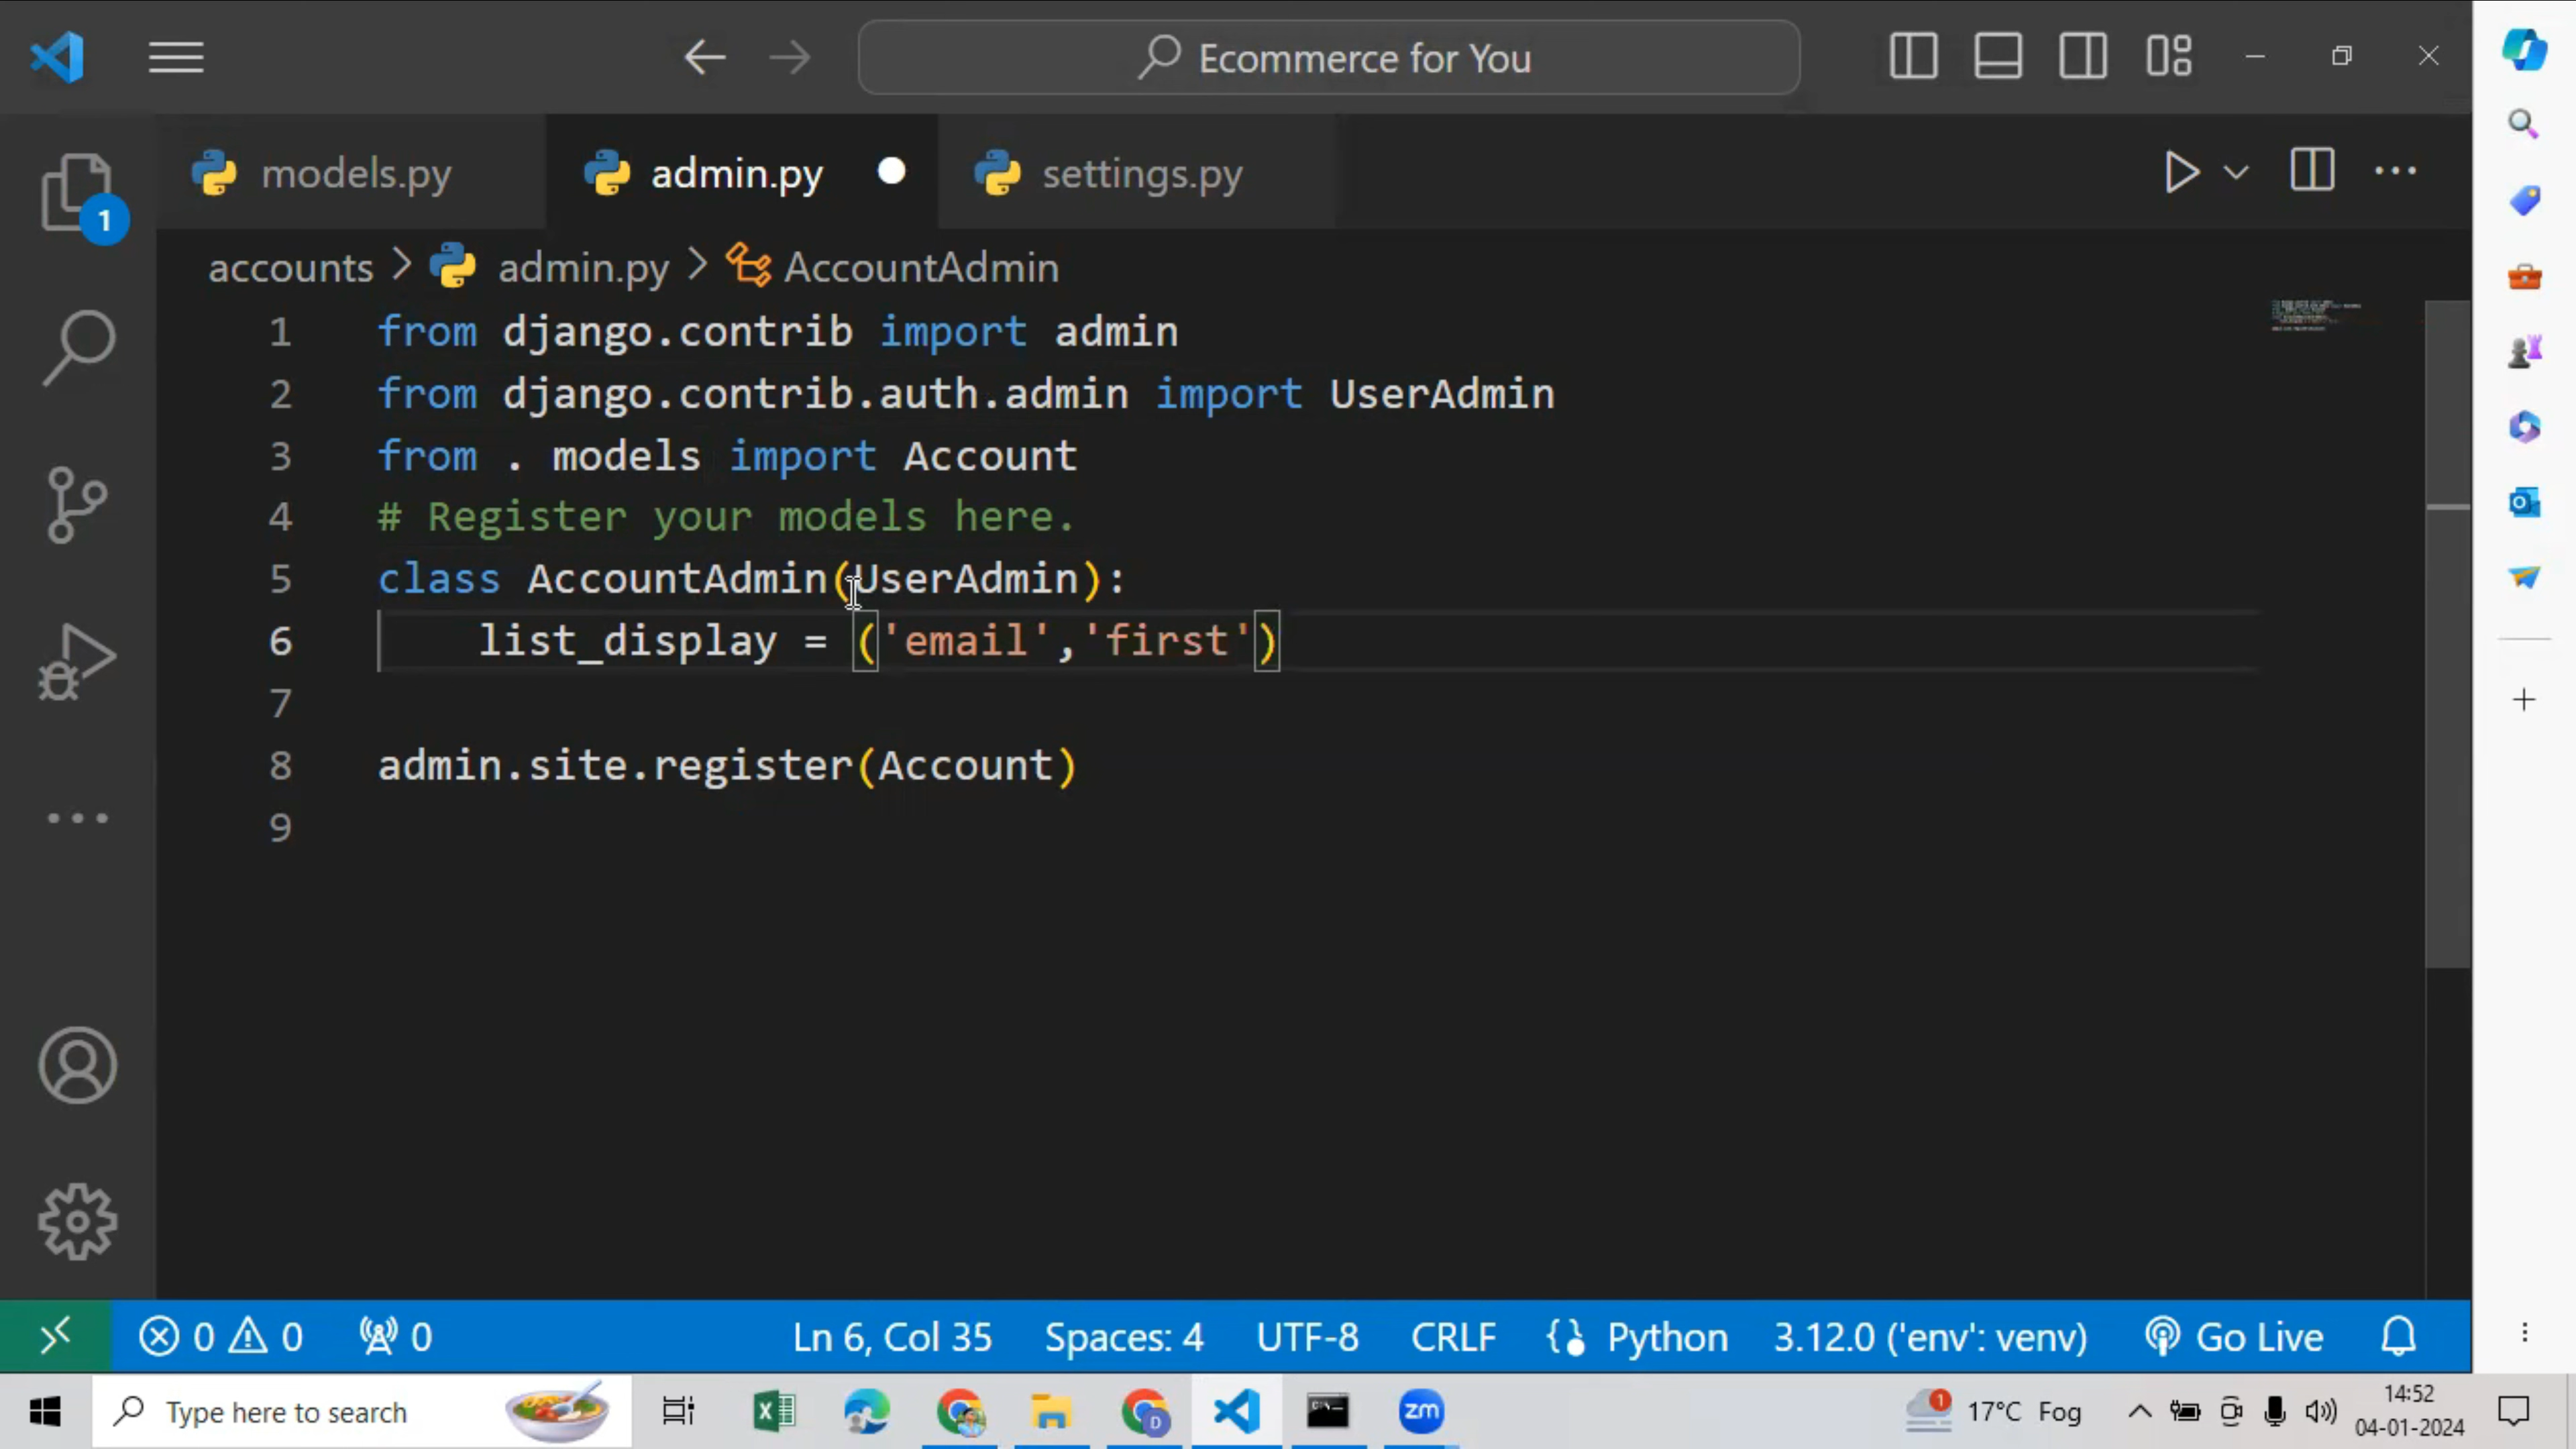 Ecommerce for You
models.py admin.py settings.py
1
accounts > admin.py > AccountAdmin
1 from django.contrib import admin
2 from django.contrib.auth.admin import UserAdmin
3 from . models import Account
4 # Register your models here.
5 class AccountAdmin(UserAdmin):
6 list_display = ('email','first')
7
8 admin.site.register(Account)
9
0 0 0 Ln 6, Col 35 Spaces: 4 UTF-8 CRLF Python 3.12.0 ('env': venv) Go Live
Type here to search zm D 1 17°C Fog 14:52
04-01-2024